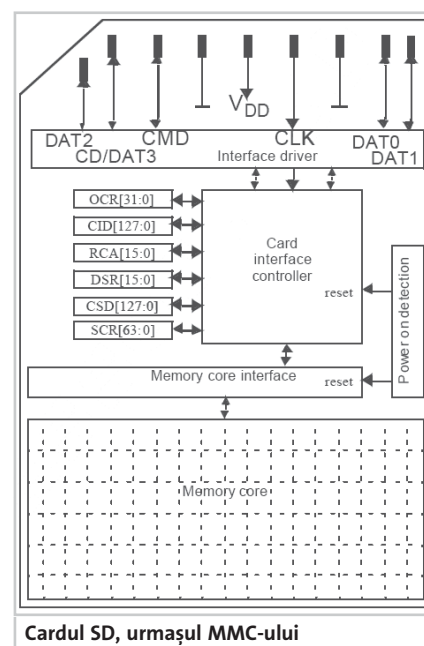 VDD
DAT2
CMD
CLK
DAT0
CD/DAT3
Interface driver
DAT1
OCR[31:0]
CID[127:0]
RCA[15:0]
DSR[15:0]
CSD[127:0]
SCR[63:0]
Card
interface
controller
reset
Power on detection
Memory core interface
reset
Memory core
Cardul SD, urmașul MMC-ului